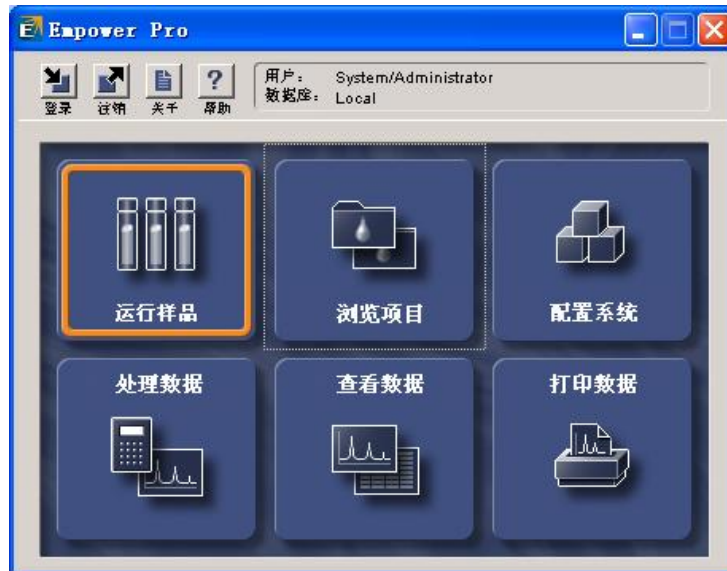 Empower Pro
登录 注销 关于 帮助
用户： System/Administrator
数据库： Local
运行样品 浏览项目 配置系统
处理数据 查看数据 打印数据